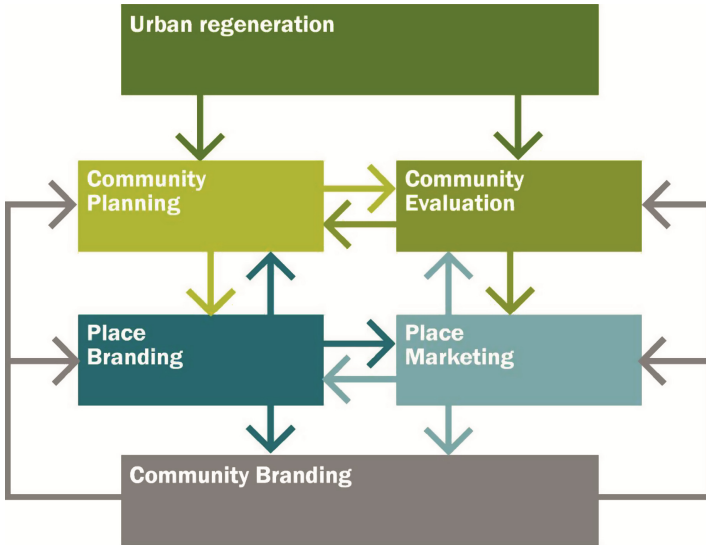 Urban regeneration
Community
Planning
Community
Evaluation
Place
Branding
Place
Marketing
Community Branding